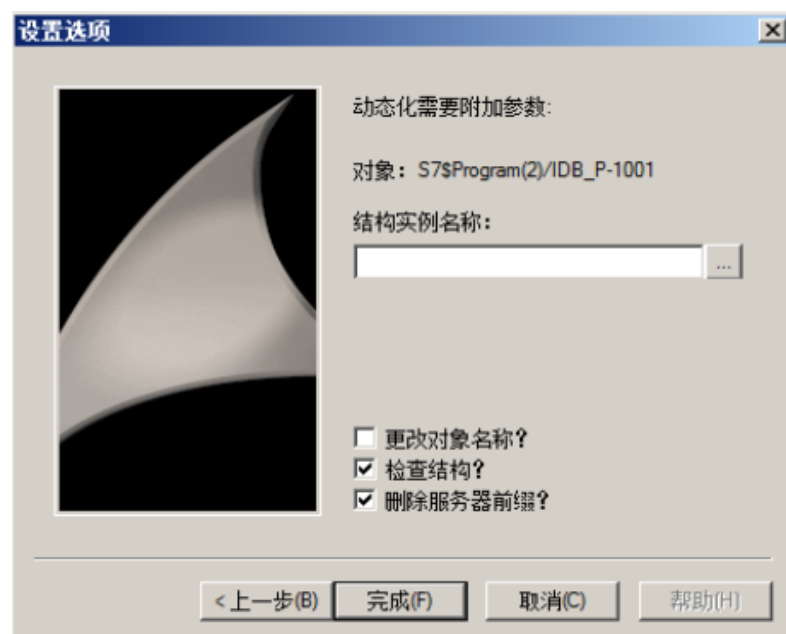 设置选项
动态化需要附加参数:
对象：S7$Program(2)/IDB_P-1001
结构实例名称：
...
更改对象名称?
检查结构?
删除服务器前缀?
<上一步(B)
完成(F)
取消(C)
帮助(H)